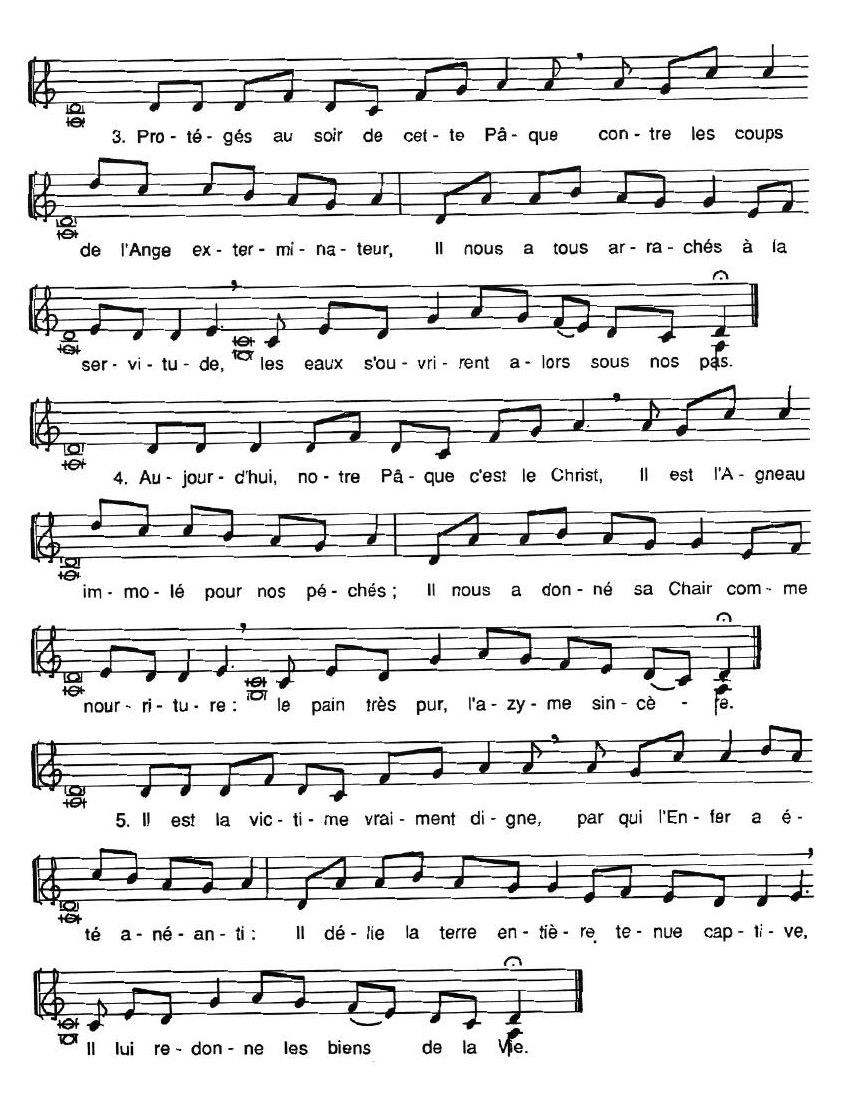 3. Pro - té - gés au soir de cet - te Pâ - que con - tre les coups
de l'Ange ex - ter - mi - na - teur, Il nous a tous ar - ra - chés à la
ser - vi - tu - de, les eaux s'ou - vri - rent a - lors sous nos pas.
4. Au - jour - d'hui, no - tre Pâ - que c'est le Christ, Il est l'A - gneau
im - mo - lé pour nos pé - chés ; Il nous a don - né sa Chair com - me
nour - ri - tu - re : le pain très pur, l'a - zy - me sin - cè - re.
5. Il est la vic - ti - me vrai - ment di - gne, par qui l'En - fer a é -
té a - né - an - ti : Il dé - lie la terre en - tiè - re te - nue cap - ti - ve,
Il lui re - don - ne les biens de la Vie.